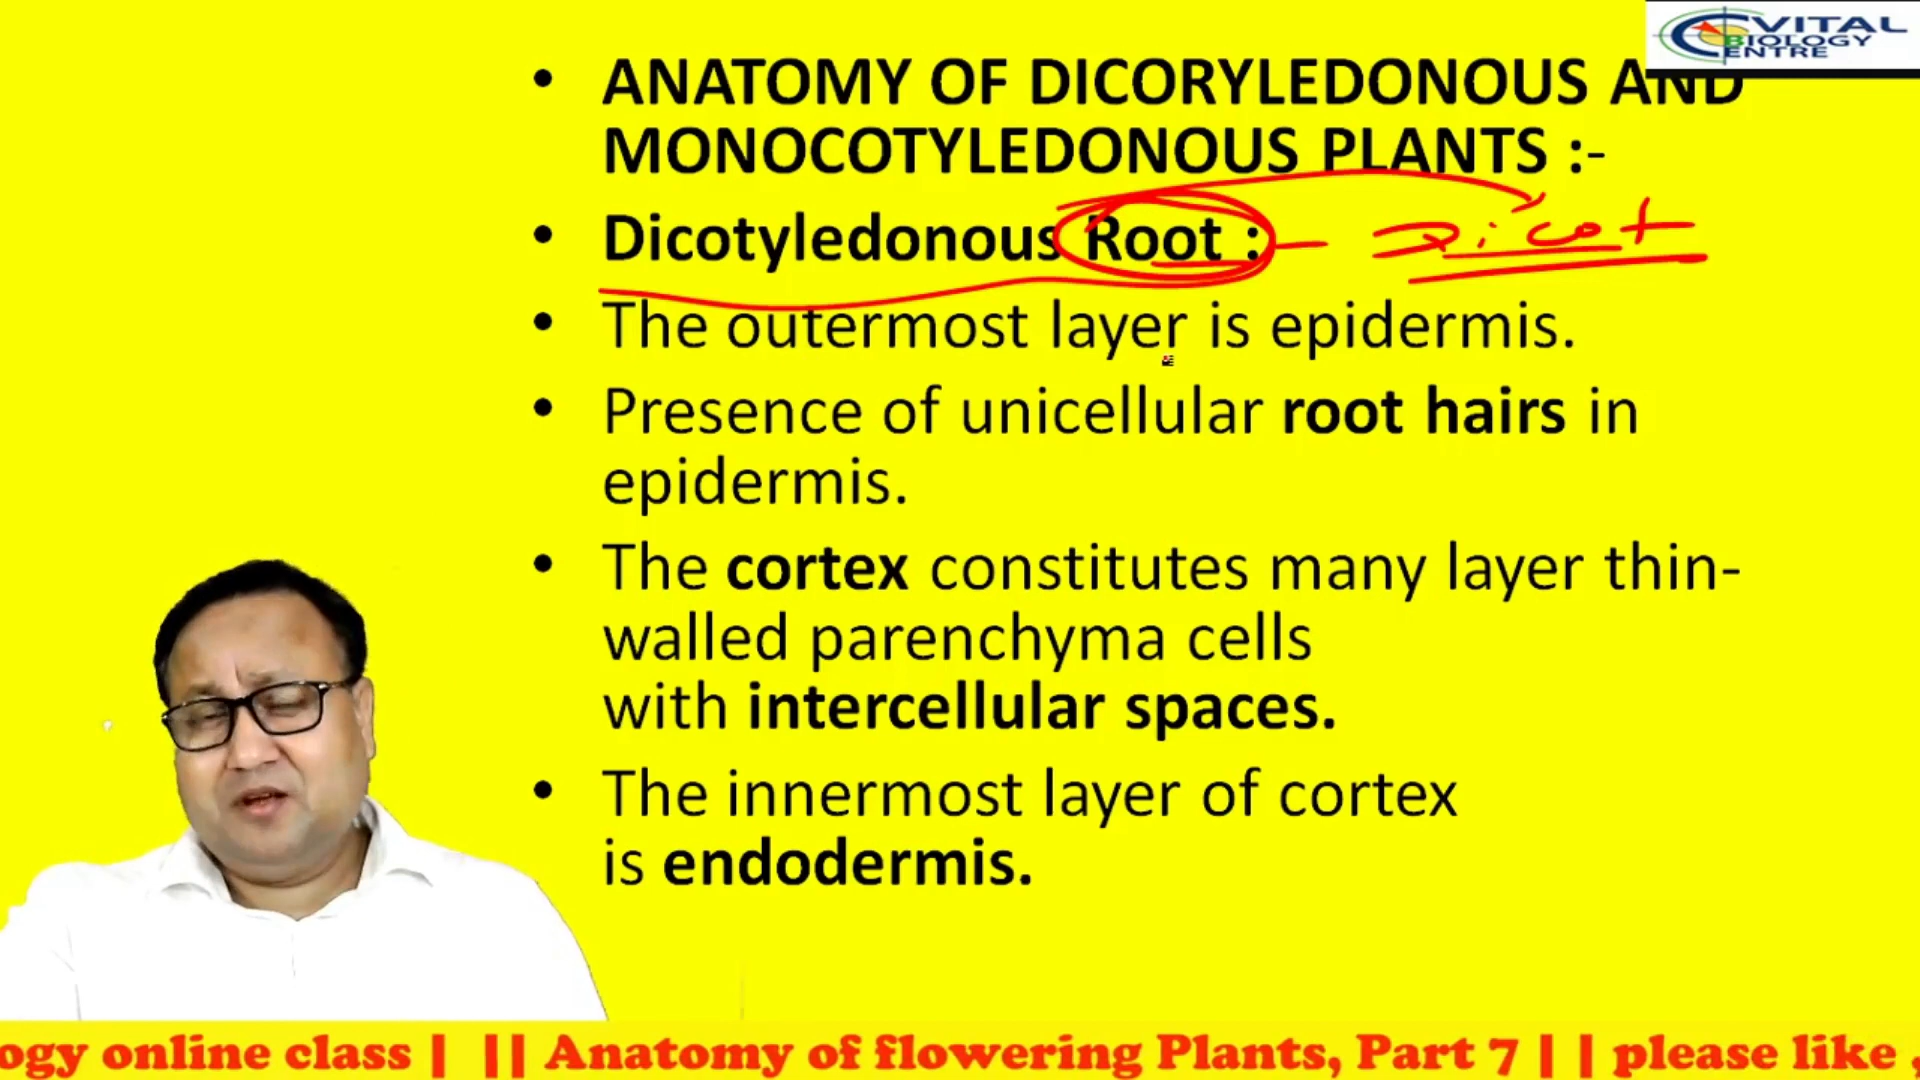 VITAL
BIOLOGY
CENTRE
• ANATOMY OF DICORYLEDONOUS AND
MONOCOTYLEDONOUS PLANTS :-
• Dicotyledonous Root : - Dicot
• The outermost layer is epidermis.
• Presence of unicellular root hairs in
epidermis.
• The cortex constitutes many layer thin-
walled parenchyma cells
with intercellular spaces.
• The innermost layer of cortex
is endodermis.
ogy online class | || Anatomy of flowering Plants, Part 7 || please like ,